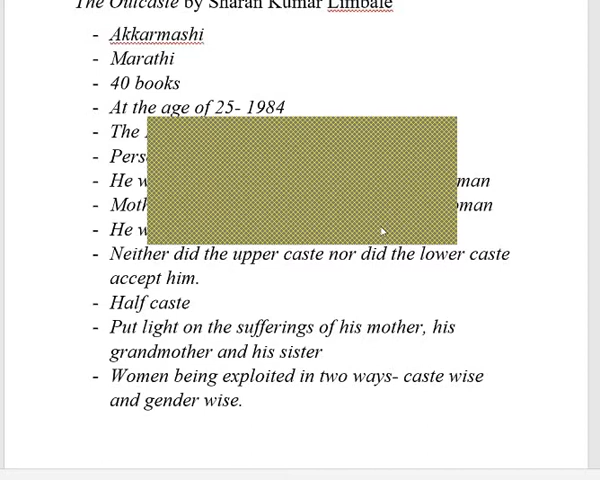 The Outcaste by Sharan Kumar Limbale
- Akkarmashi
- Marathi
- 40 books
- At the age of 25- 1984
- The
-
- He man
-
- He
- Neither did the upper caste nor did the lower caste
accept him.
- Half caste
- Put light on the sufferings of his mother, his
grandmother and his sister
- Women being exploited in two ways- caste wise
and gender wise.